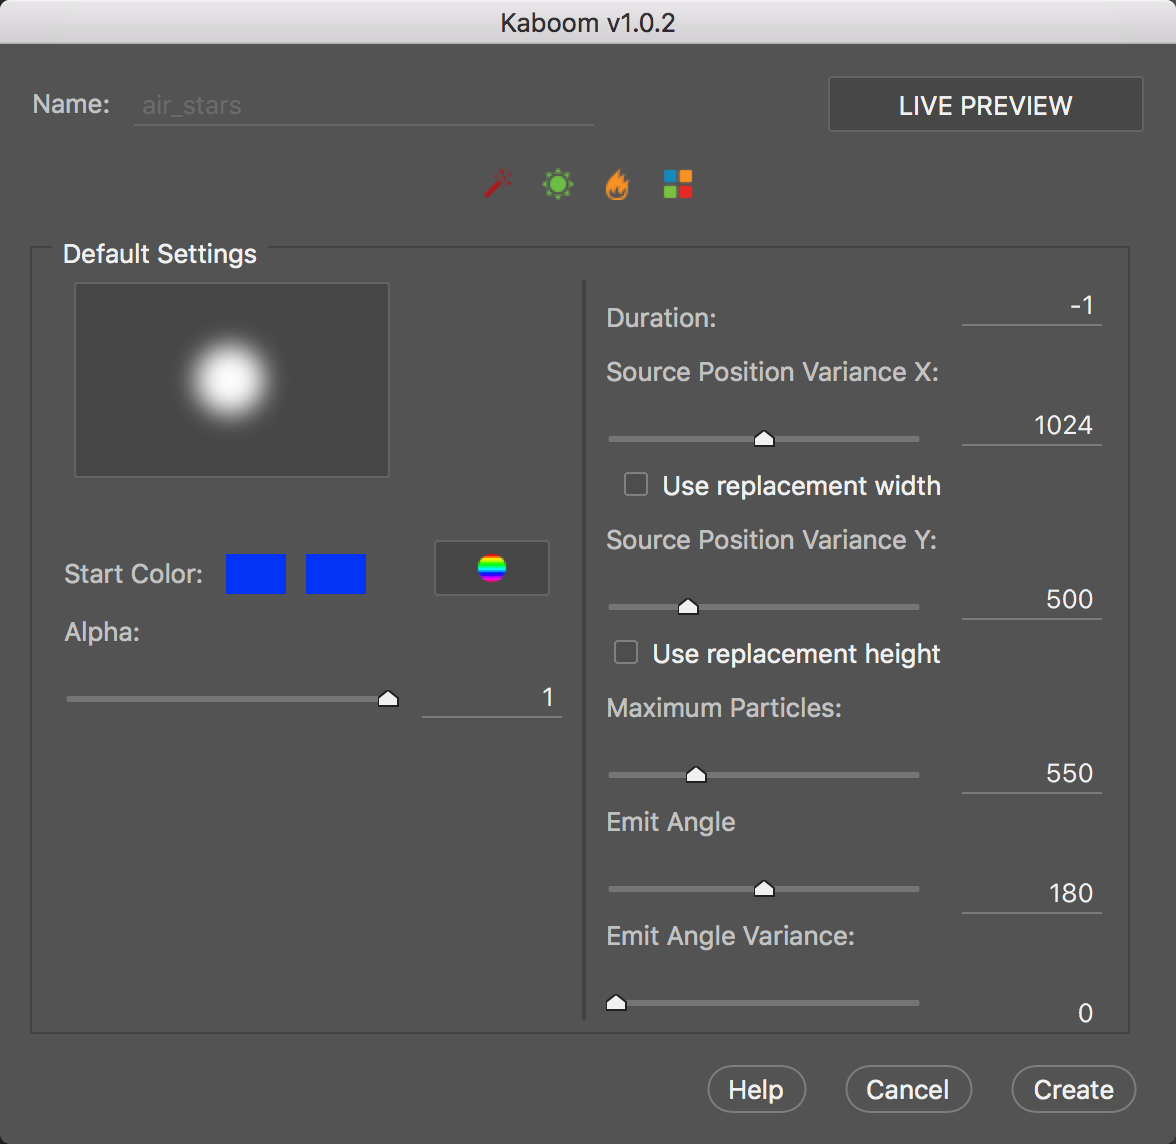 Kaboom v1.0.2
Name: air_stars
LIVE PREVIEW
Default Settings
Start Color:
Alpha:
1
Duration: -1
Source Position Variance X:
1024
Use replacement width
Source Position Variance Y:
500
Use replacement height
Maximum Particles:
550
Emit Angle
180
Emit Angle Variance:
0
Help Cancel Create